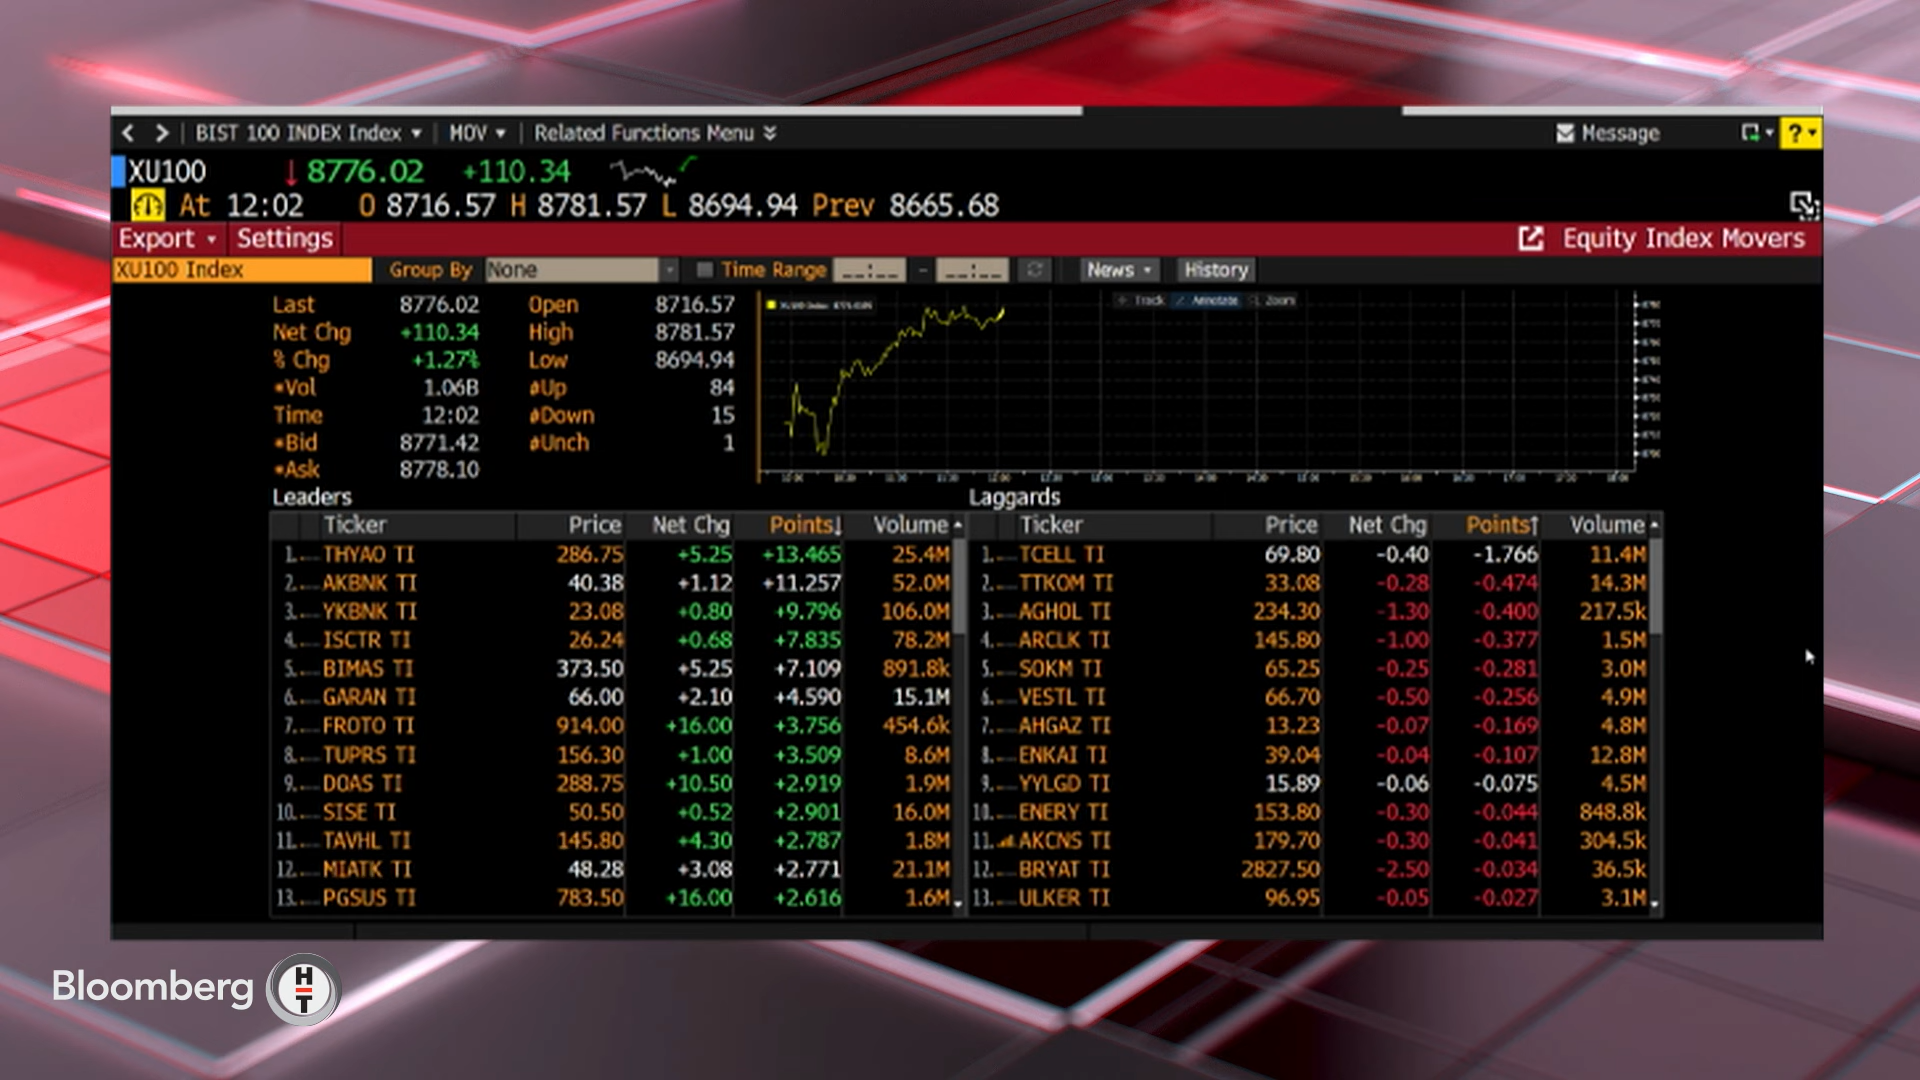 BIST 100 INDEX Index MOV Related Functions Menu Message ?
XU100 ↓ 8776.02 +110.34
At 12:02 O 8716.57 H 8781.57 L 8694.94 Prev 8665.68
Export Settings Equity Index Movers
XU100 Index Group By None Time Range __:__ - __:__ News History
Track Annotate Zoom
Last 8776.02 Open 8716.57
Net Chg +110.34 High 8781.57
% Chg +1.27% Low 8694.94
Vol 1.06B #Up 84
Time 12:02 #Down 15
Bid 8771.42 #Unch 1
Ask 8778.10
Leaders Laggards
Ticker Price Net Chg Points↓ Volume Ticker Price Net Chg Points↑ Volume
1. THYAO TI 286.75 +5.25 +13.465 25.4M 1. TCELL TI 69.80 -0.40 -1.766 11.4M
2. AKBNK TI 40.38 +1.12 +11.257 52.0M 2. TTKOM TI 33.08 -0.28 -0.474 14.3M
3. YKBNK TI 23.08 +0.80 +9.796 106.0M 3. AGHOL TI 234.30 -1.30 -0.400 217.5k
4. ISCTR TI 26.24 +0.68 +7.835 78.2M 4. ARCLK TI 145.80 -1.00 -0.377 1.5M
5. BIMAS TI 373.50 +5.25 +7.109 891.8k 5. SOKM TI 65.25 -0.25 -0.281 3.0M
6. GARAN TI 66.00 +2.10 +4.590 15.1M 6. VESTL TI 66.70 -0.50 -0.256 4.9M
7. FROTO TI 914.00 +16.00 +3.756 454.6k 7. AHGAZ TI 13.23 -0.07 -0.169 4.8M
8. TUPRS TI 156.30 +1.00 +3.509 8.6M 8. ENKAI TI 39.04 -0.04 -0.107 12.8M
9. DOAS TI 288.75 +10.50 +2.919 1.9M 9. YYLGD TI 15.89 -0.06 -0.075 4.5M
10. SISE TI 50.50 +0.52 +2.901 16.0M 10. ENERY TI 153.80 -0.30 -0.044 848.8k
11. TAVHL TI 145.80 +4.30 +2.787 1.8M 11. AKCNS TI 179.70 -0.30 -0.041 304.5k
12. MIATK TI 48.28 +3.08 +2.771 21.1M 12. BRYAT TI 2827.50 -2.50 -0.034 36.5k
13. PGSUS TI 783.50 +16.00 +2.616 1.6M 13. ULKER TI 96.95 -0.05 -0.027 3.1M
Bloomberg HT